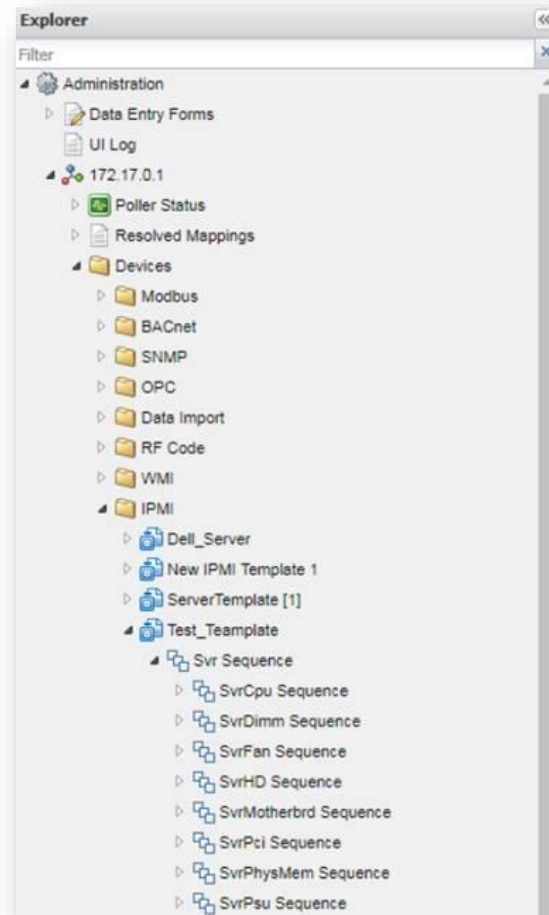 Explorer
Filter
Administration
Data Entry Forms
UI Log
172.17.0.1
Poller Status
Resolved Mappings
Devices
Modbus
BACnet
SNMP
OPC
Data Import
RF Code
WMI
IPMI
Dell_Server
New IPMI Template 1
ServerTemplate [1]
Test_Teamplate
Svr Sequence
SvrCpu Sequence
SvrDimm Sequence
SvrFan Sequence
SvrHD Sequence
SvrMotherbrd Sequence
SvrPci Sequence
SvrPhysMem Sequence
SvrPsu Sequence